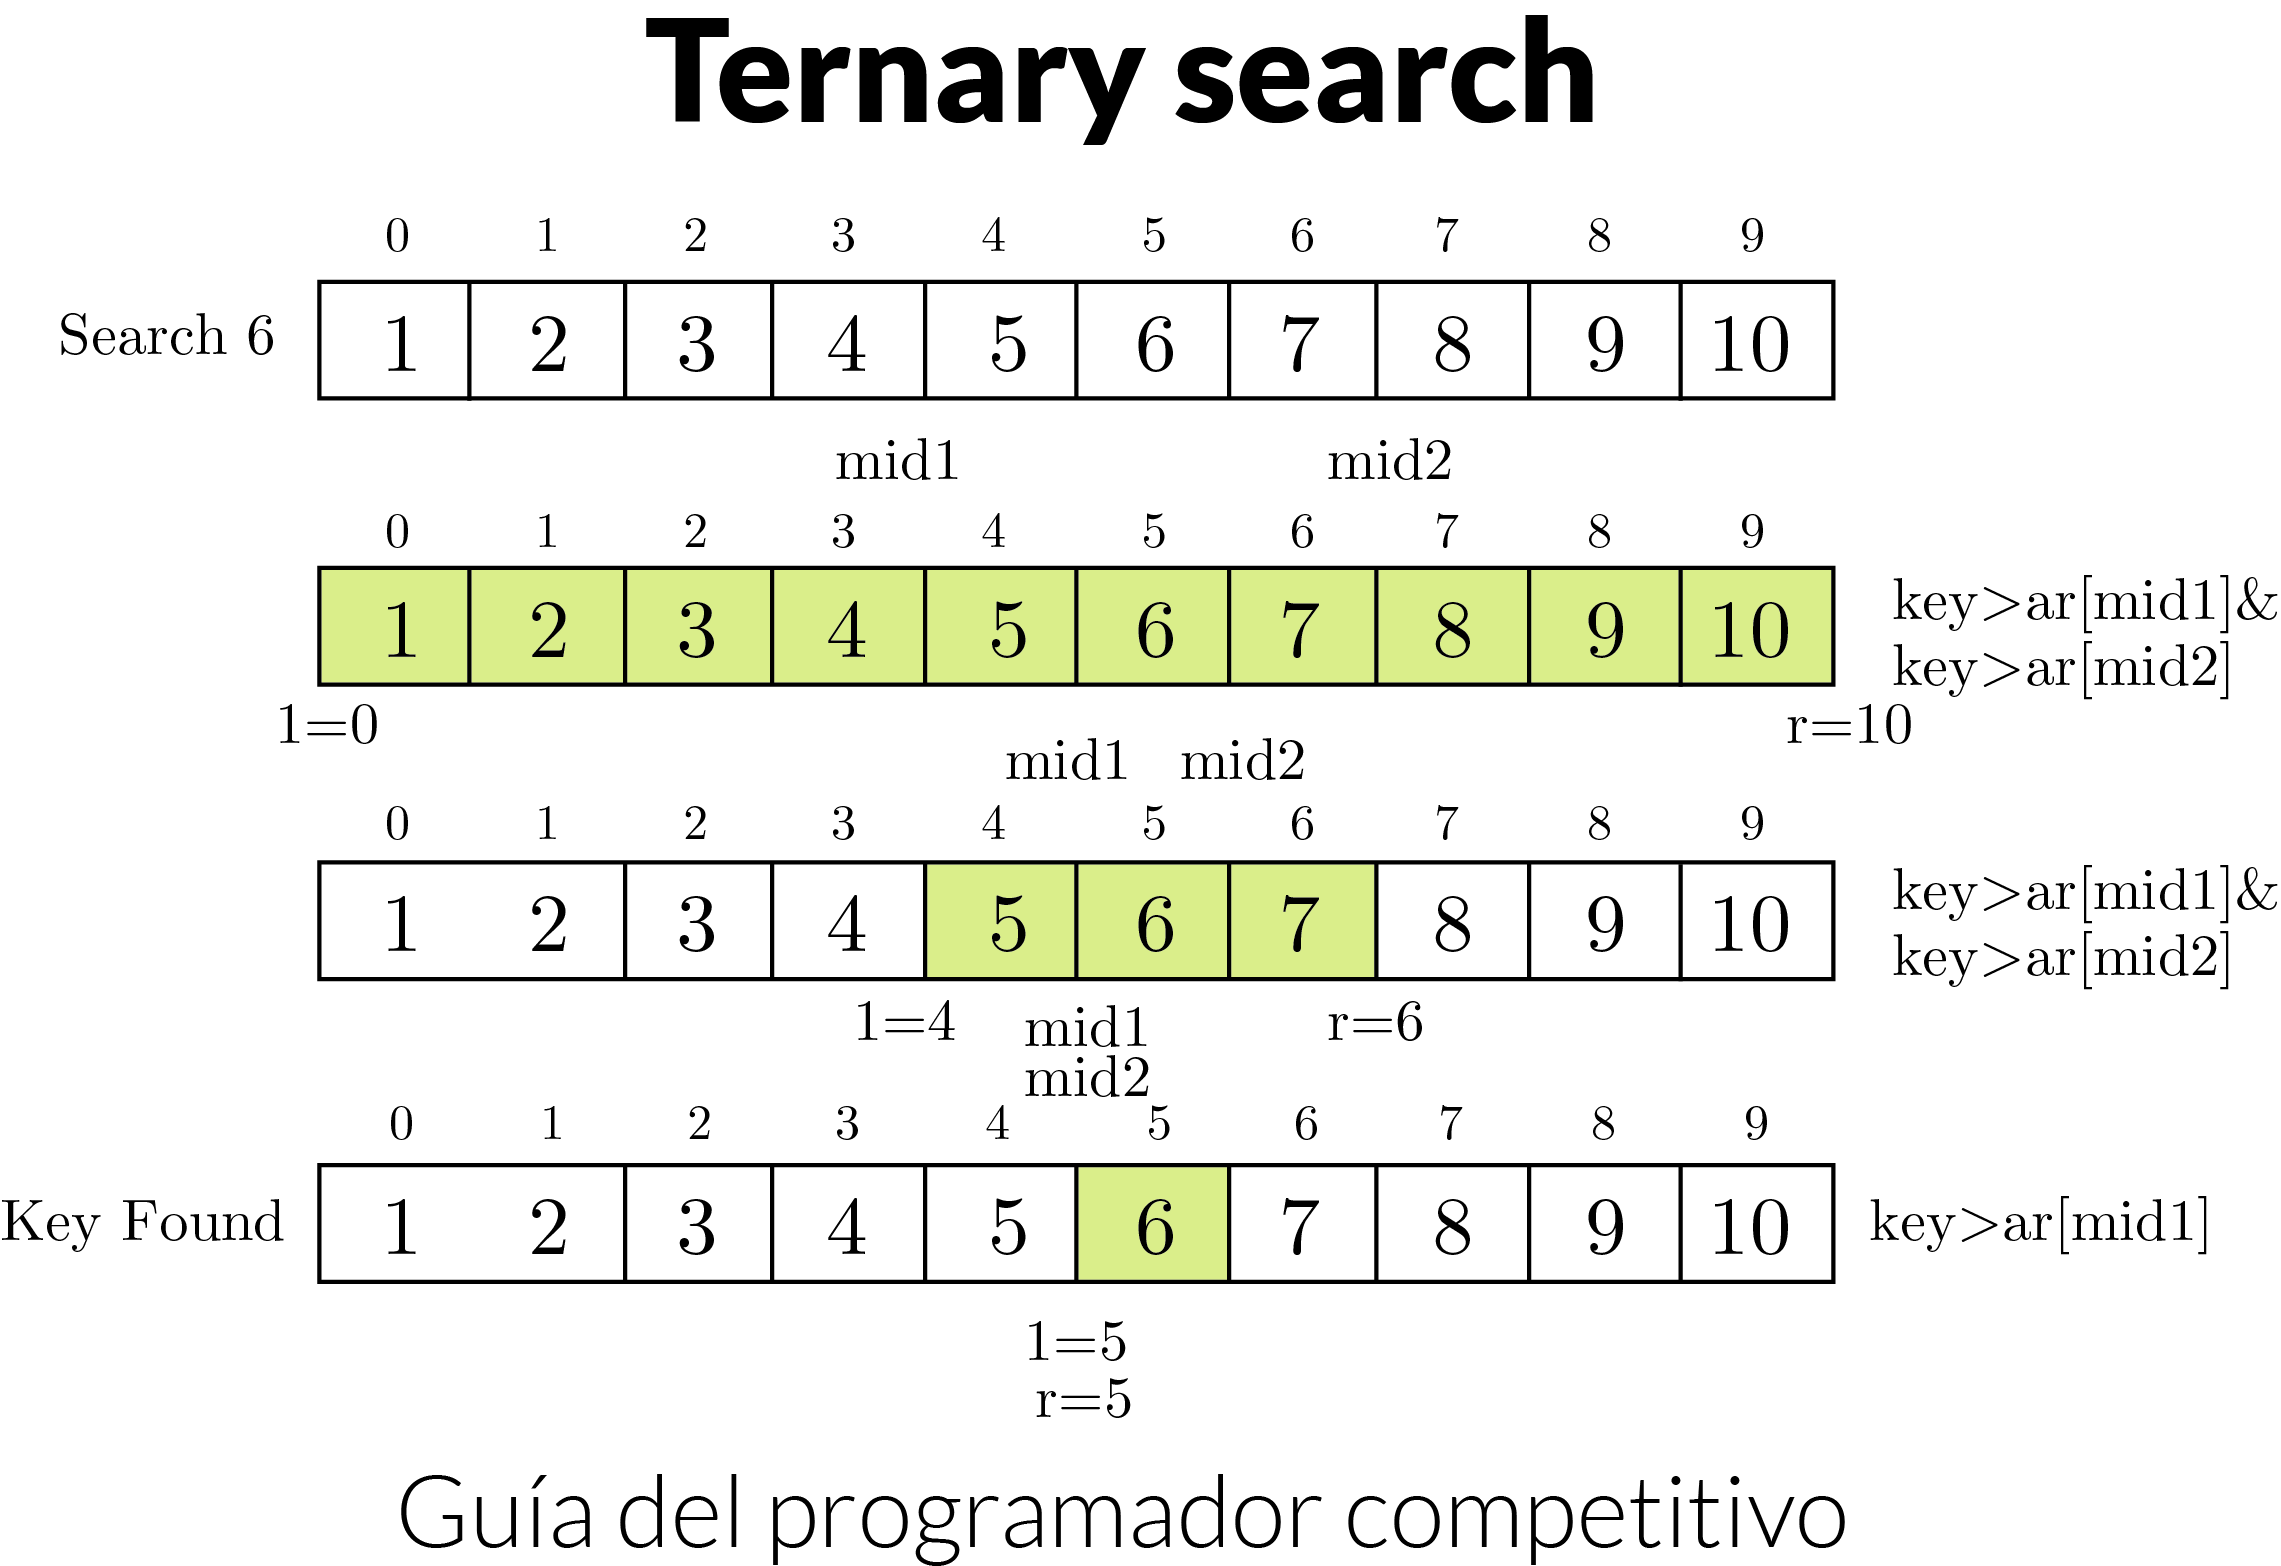 Ternary search
0 1 2 3 4 5 6 7 8 9
Search 6 1 2 3 4 5 6 7 8 9 10
mid1 mid2
0 1 2 3 4 5 6 7 8 9
1 2 3 4 5 6 7 8 9 10 key>ar[mid1]&
key>ar[mid2]
1=0 r=10
mid1 mid2
0 1 2 3 4 5 6 7 8 9
1 2 3 4 5 6 7 8 9 10 key>ar[mid1]&
key>ar[mid2]
1=4 mid1 r=6
mid2
0 1 2 3 4 5 6 7 8 9
Key Found 1 2 3 4 5 6 7 8 9 10 key>ar[mid1]
1=5
r=5
Guía del programador competitivo